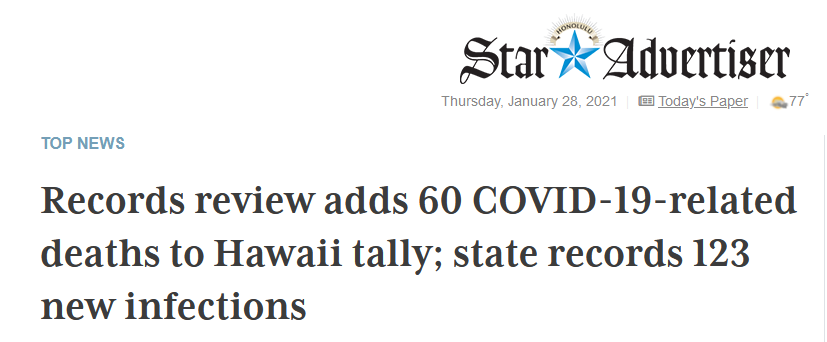 HONOLULU
Star Advertiser
Thursday, January 28, 2021 Today's Paper 77°
TOP NEWS
Records review adds 60 COVID-19-related
deaths to Hawaii tally; state records 123
new infections